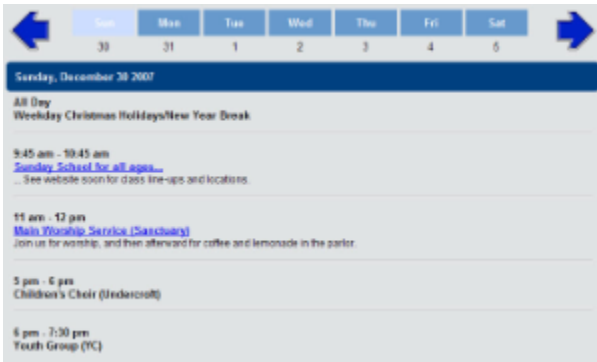 Sun Mon Tue Wed Thu Fri Sat
30 31 1 2 3 4 5
Sunday, December 30 2007
All Day
Weekday Christmas Holidays/New Year Break
9:45 am - 10:45 am
Sunday School for all ages...
... See website soon for class line-ups and locations.
11 am - 12 pm
Main Worship Service (Sanctuary)
Join us for worship, and then afterward for coffee and lemonade in the parlor.
5 pm - 6 pm
Children's Choir (Undercroft)
6 pm - 7:30 pm
Youth Group (YC)